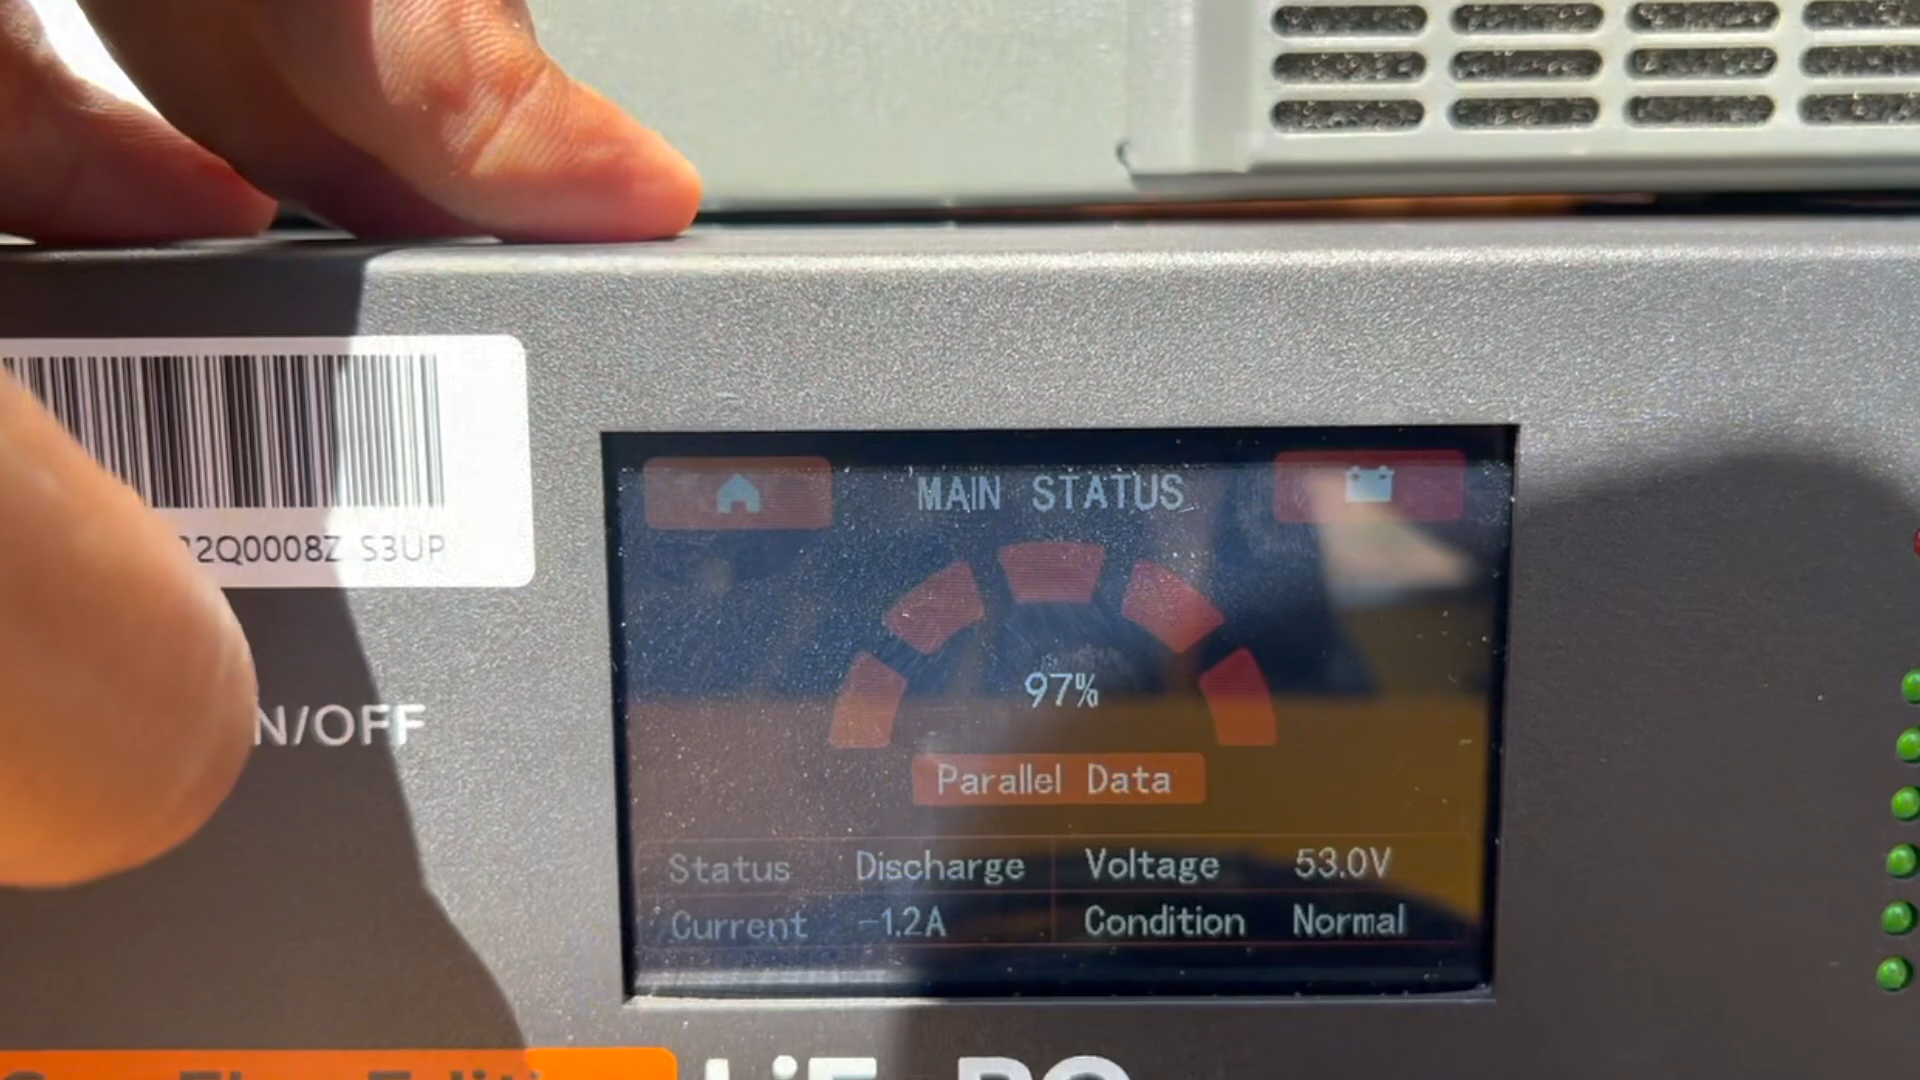 2Q0008Z S3UP
N/OFF
MAIN STATUS
97%
Parallel Data
Status Discharge Voltage 53.0V
Current -1.2A Condition Normal